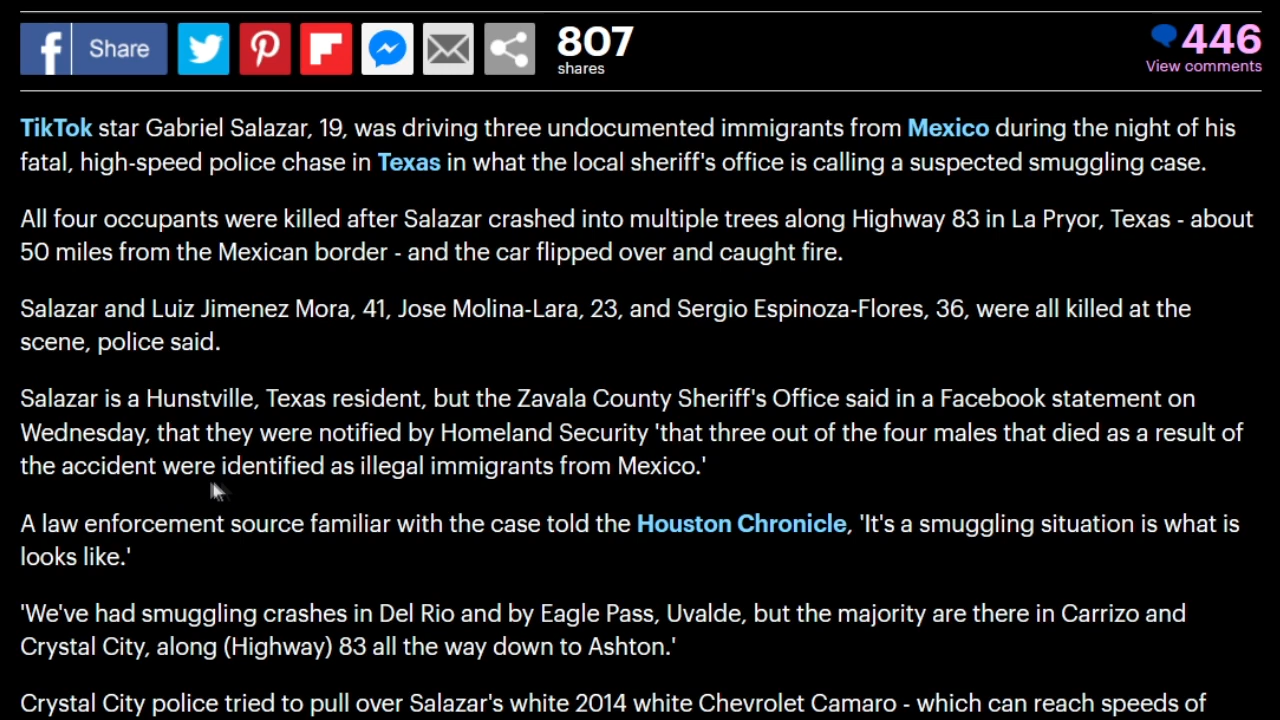 Share
807
shares
446
View comments
TikTok star Gabriel Salazar, 19, was driving three undocumented immigrants from Mexico during the night of his
fatal, high-speed police chase in Texas in what the local sheriff's office is calling a suspected smuggling case.
All four occupants were killed after Salazar crashed into multiple trees along Highway 83 in La Pryor, Texas - about
50 miles from the Mexican border - and the car flipped over and caught fire.
Salazar and Luiz Jimenez Mora, 41, Jose Molina-Lara, 23, and Sergio Espinoza-Flores, 36, were all killed at the
scene, police said.
Salazar is a Hunstville, Texas resident, but the Zavala County Sheriff's Office said in a Facebook statement on
Wednesday, that they were notified by Homeland Security 'that three out of the four males that died as a result of
the accident were identified as illegal immigrants from Mexico.'
A law enforcement source familiar with the case told the Houston Chronicle, 'It's a smuggling situation is what is
looks like.'
'We've had smuggling crashes in Del Rio and by Eagle Pass, Uvalde, but the majority are there in Carrizo and
Crystal City, along (Highway) 83 all the way down to Ashton.'
Crystal City police tried to pull over Salazar's white 2014 white Chevrolet Camaro - which can reach speeds of